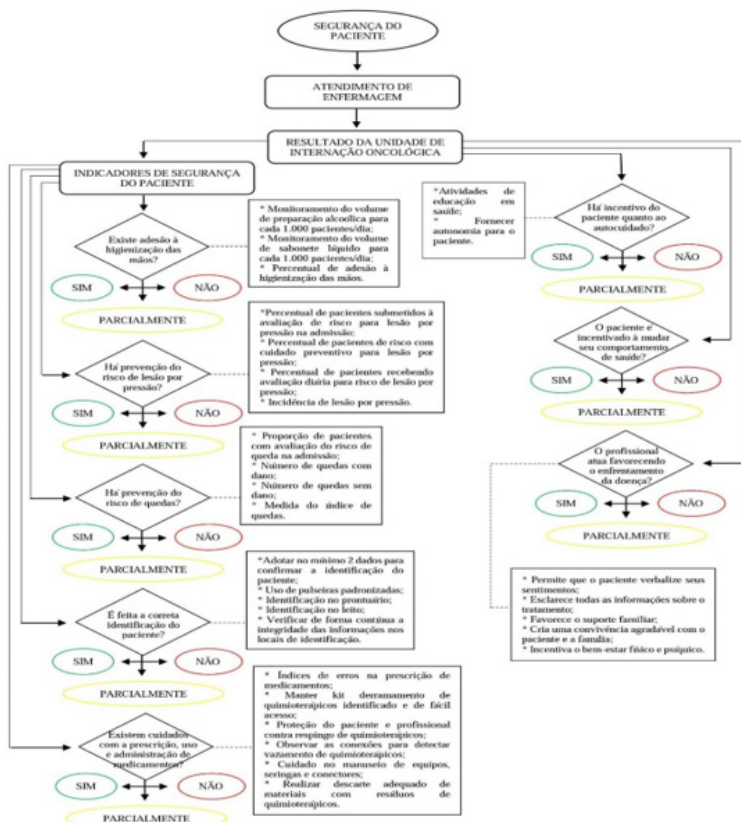 SEGURANÇA DO
PACIENTE
ATENDIMENTO DE
ENFERMAGEM
RESULTADO DA UNIDADE DE
INTERNAÇÃO ONCOLÓGICA
INDICADORES DE SEGURANÇA
DO PACIENTE
Existe adesão à
higienização das
mãos?
* Monitoramento do volume
de preparação alcoólica para
cada 1.000 pacientes/dia;
* Monitoramento do volume
de sabonete líquido para
cada 1.000 pacientes/dia;
* Percentual de adesão à
higienização das mãos.
SIM
NÃO
PARCIALMENTE
Há prevenção do
risco de lesão por
pressão?
*Percentual de pacientes submetidos à
avaliação de risco para lesão por
pressão na admissão;
* Percentual de pacientes de risco com
cuidado preventivo para lesão por
pressão;
* Percentual de pacientes recebendo
avaliação diária para risco de lesão por
pressão;
* Incidência de lesão por pressão.
SIM
NÃO
PARCIALMENTE
Há prevenção do
risco de quedas?
* Proporção de pacientes
com avaliação do risco de
queda na admissão;
* Número de quedas com
dano;
* Número de quedas sem
dano;
* Medida do índice de
quedas.
SIM
NÃO
PARCIALMENTE
É feita a correta
identificação do
paciente?
*Adotar no mínimo 2 dados para
confirmar a identificação do
paciente;
* Uso de pulseiras padronizadas;
* Identificação no prontuário;
* Identificação no leito;
* Verificar de forma contínua a
integridade das informações nos
locais de identificação.
SIM
NÃO
PARCIALMENTE
Existem cuidados
com a prescrição, uso
e administração de
medicamentos?
* Índices de erros na prescrição de
medicamentos;
* Manter kit derramamento de
quimioterápicos identificado e de fácil
acesso;
* Proteção do paciente e profissional
contra respingo de quimioterápicos;
* Observar as conexões para detectar
vazamento de quimioterápicos;
* Cuidado no manuseio de equipos,
seringas e conectores;
* Realizar descarte adequado de
materiais com resíduos de
quimioterápicos.
SIM
NÃO
PARCIALMENTE
*Atividades de
educação em
saúde;
* Fornecer
autonomia para o
paciente.
Há incentivo do
paciente quanto ao
autocuidado?
SIM
NÃO
PARCIALMENTE
O paciente é
incentivado à mudar
seu comportamento
de saúde?
SIM
NÃO
PARCIALMENTE
O profissional
atua favorecendo
o enfrentamento
da doença?
SIM
NÃO
PARCIALMENTE
* Permite que o paciente verbalize seus
sentimentos;
* Esclarece todas as informações sobre o
tratamento;
* Favorece o suporte familiar;
* Cria uma convivência agradável com o
paciente e a família;
* Incentiva o bem-estar físico e psíquico.